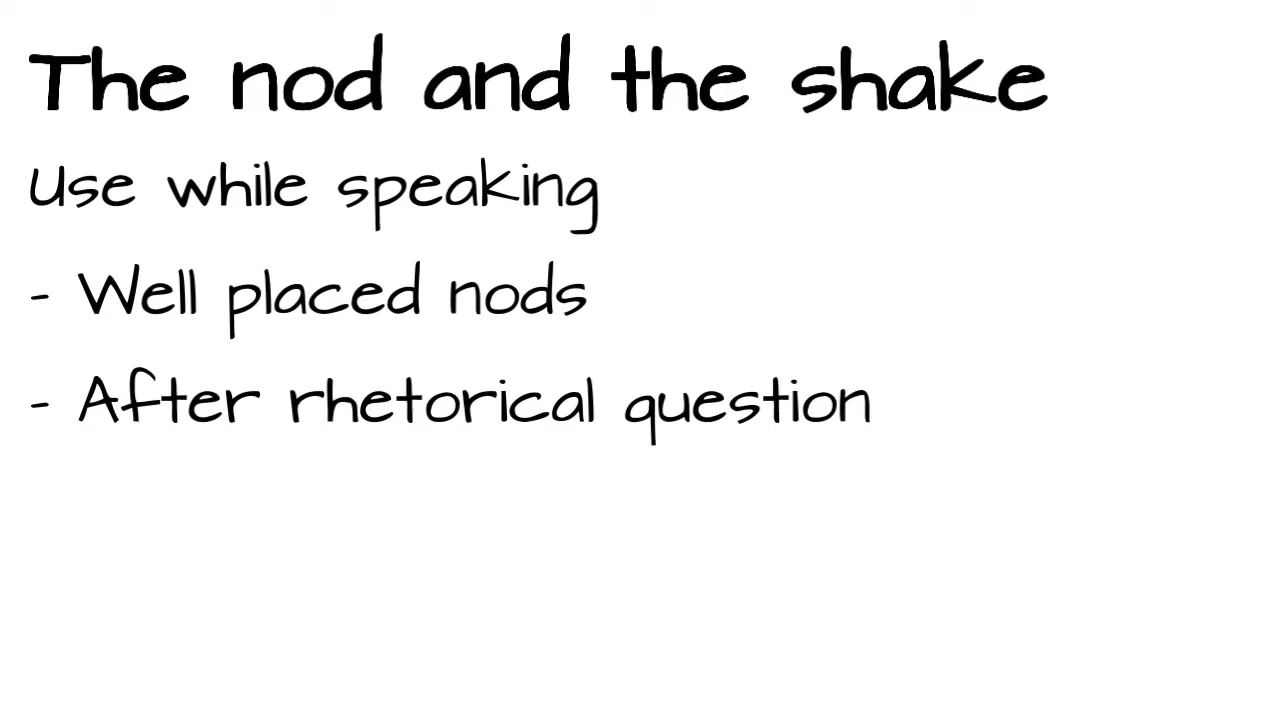 The nod and the shake
Use while speaking
- Well placed nods
- After rhetorical question